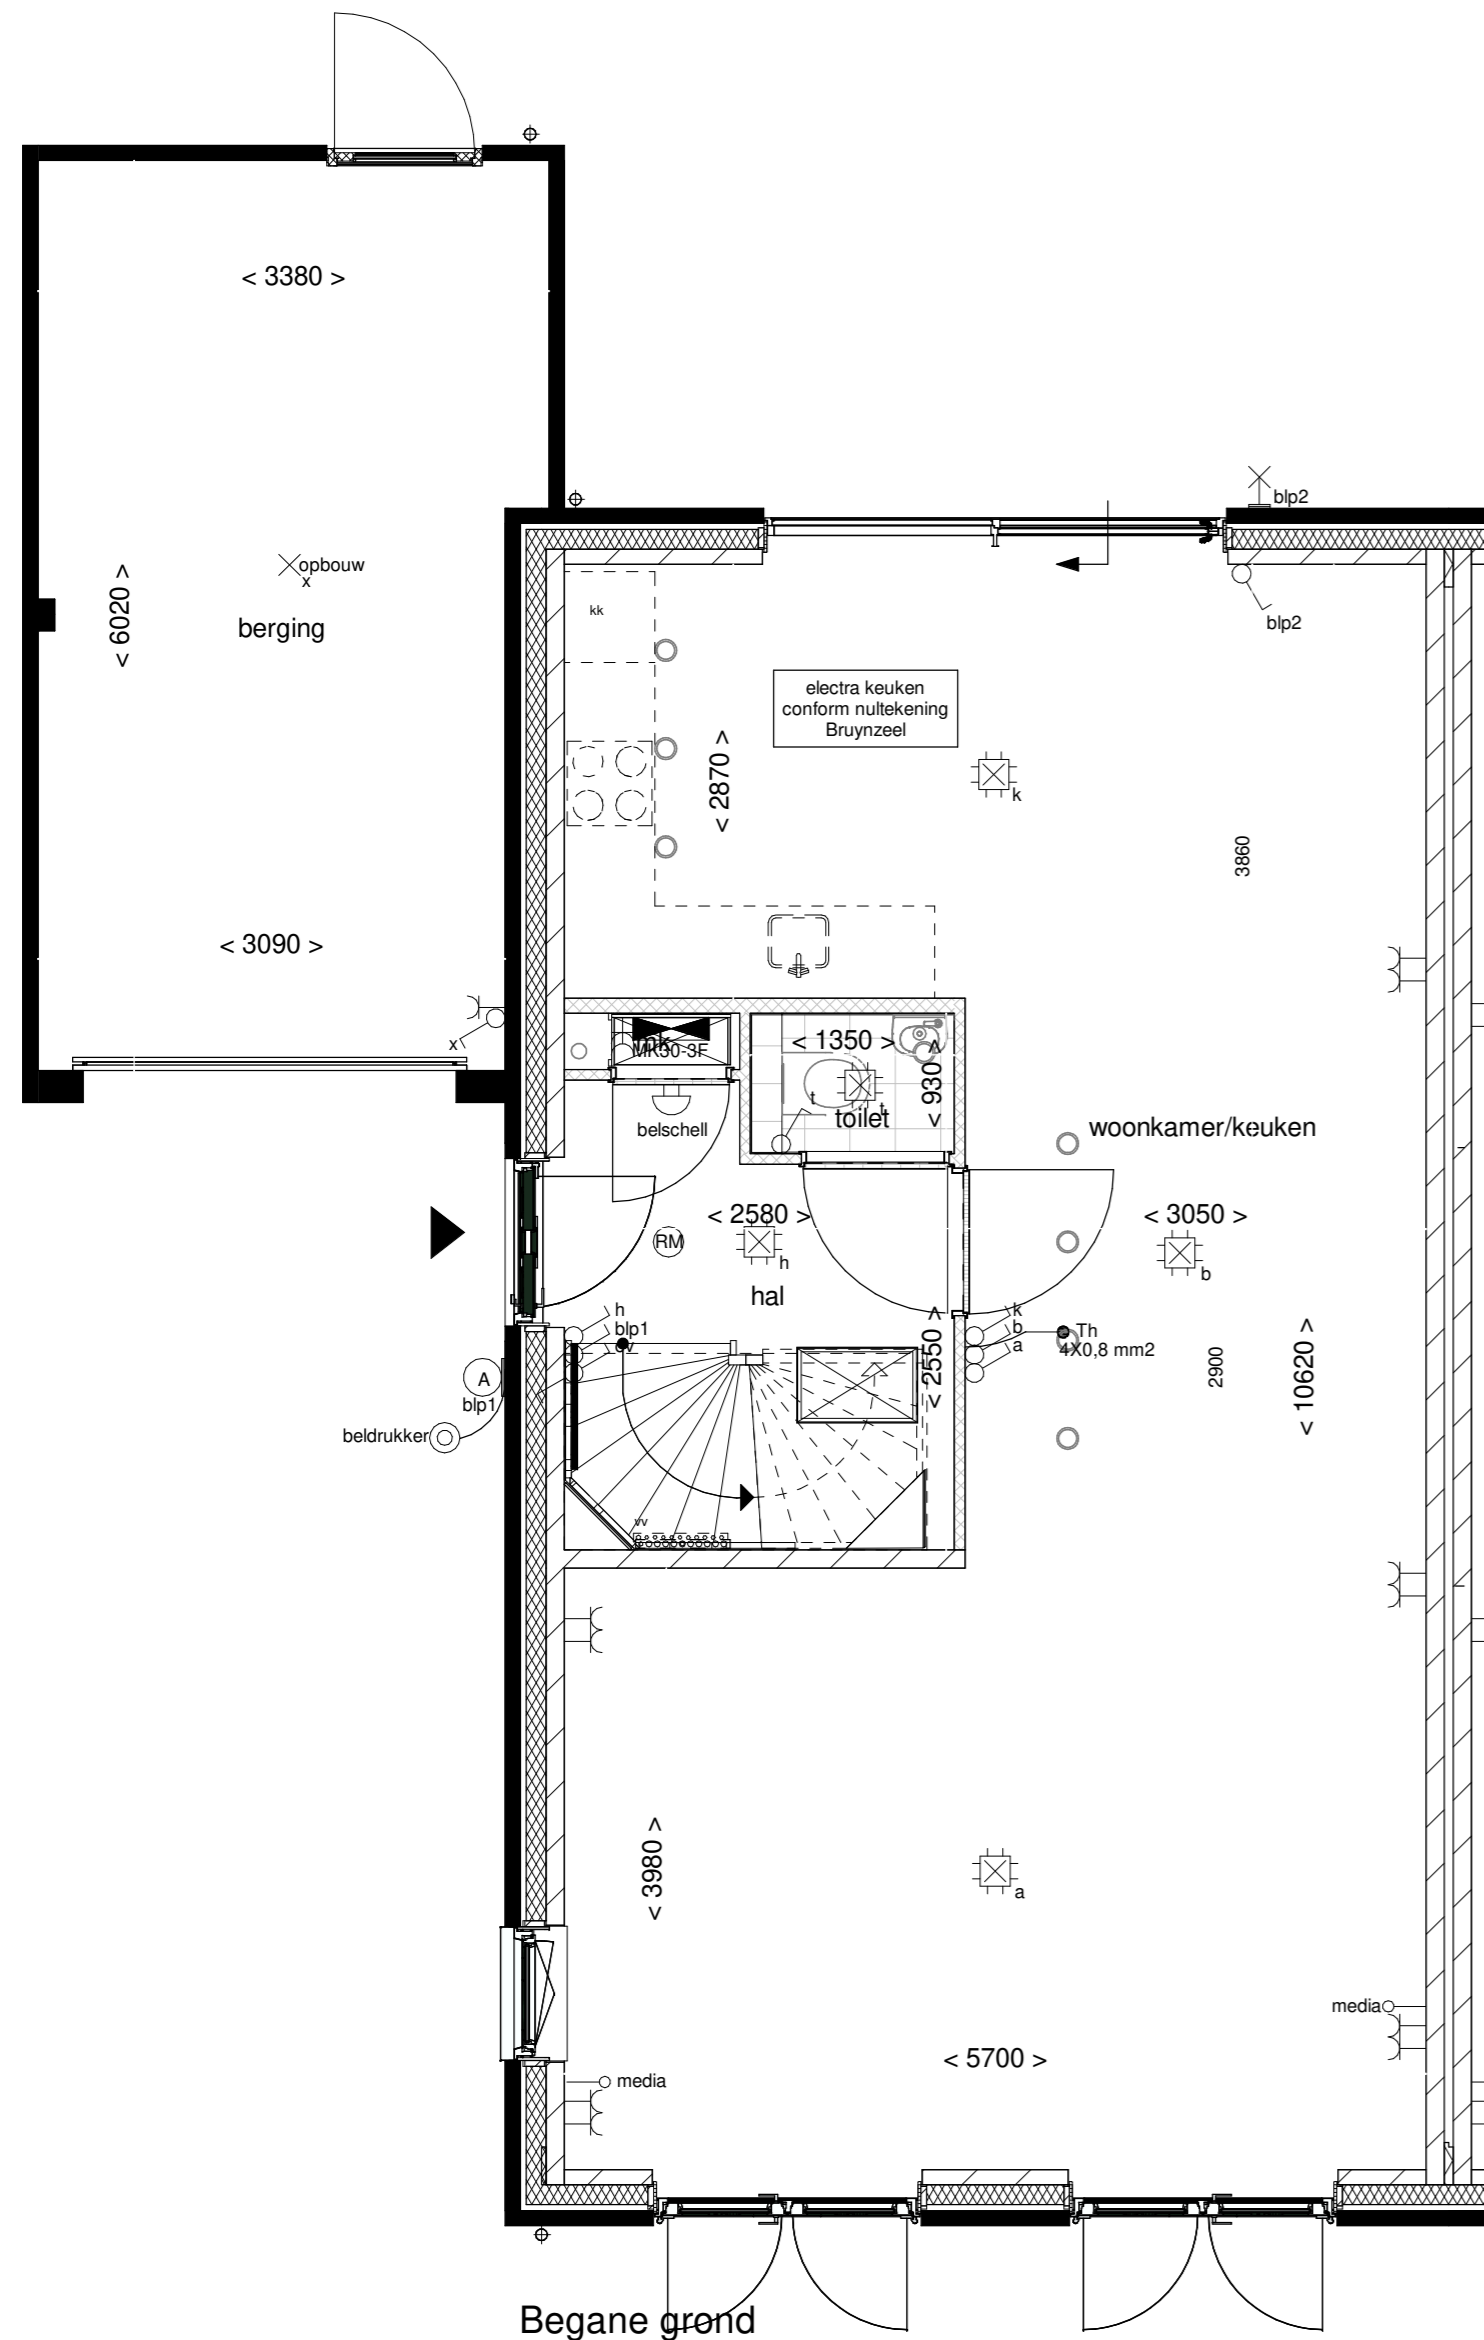 < 3380 >
blp2
opbouw
x
< 6020 >
berging
kk
blp2
electra keuken
conform nultekening
Bruynzeel
< 2870 >
k
3860
< 3090 >
x
mk
MK30-3F
< 1350 >
< 930 >
t
t
toilet
belschell
woonkamer/keuken
< 2580 >
< 3050 >
RM
h
b
hal
h
blp1
k
b
a
Th
4X0,8 mm2
< 2550 >
2900
< 10620 >
A
blp1
beldrukker
vv
< 3980 >
a
media
< 5700 >
media
Begane grond